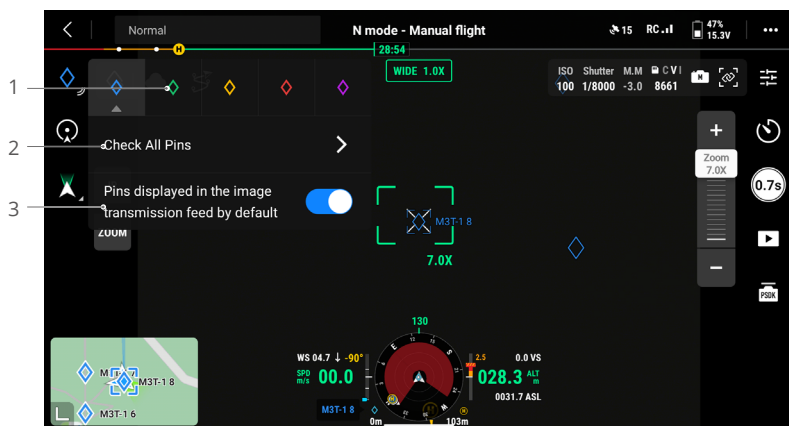 Normal
N mode - Manual flight
15 RC
47%
15.3V
28:54
WIDE 1.0X
ISO Shutter M.M C V I
100 1/8000 -3.0 8661
N
1
2
3
Check All Pins
Pins displayed in the image
transmission feed by default
ZOOM
+
Zoom
7.0X
−
0.7s
PSDK
M3T-1 8
7.0X
130
WS 04.7 ↓ -90°
SPD
m/s
00.0
2.5
0.0 VS
028.3 ALT
m
0031.7 ASL
E
S
W
12
15
M3T-1 8
0m
103m
H
M3T-1 8
M3T-1 6